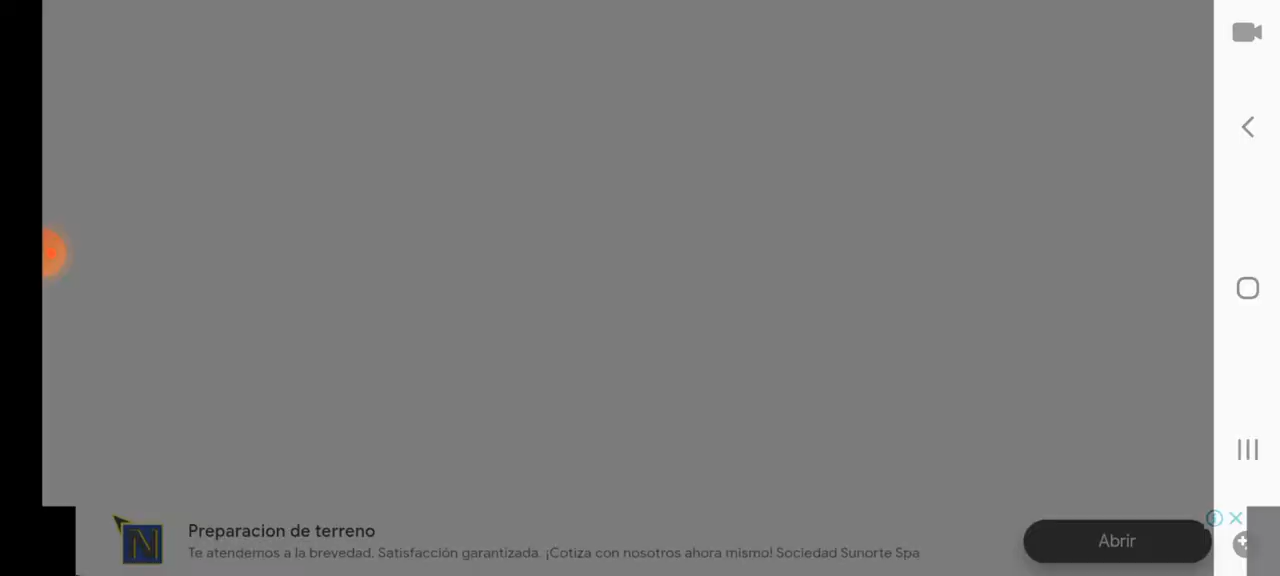 Preparacion de terreno
Te atendemos a la brevedad. Satisfacción garantizada. ¡Cotiza con nosotros ahora mismo! Sociedad Sunorte Spa
Abrir
N